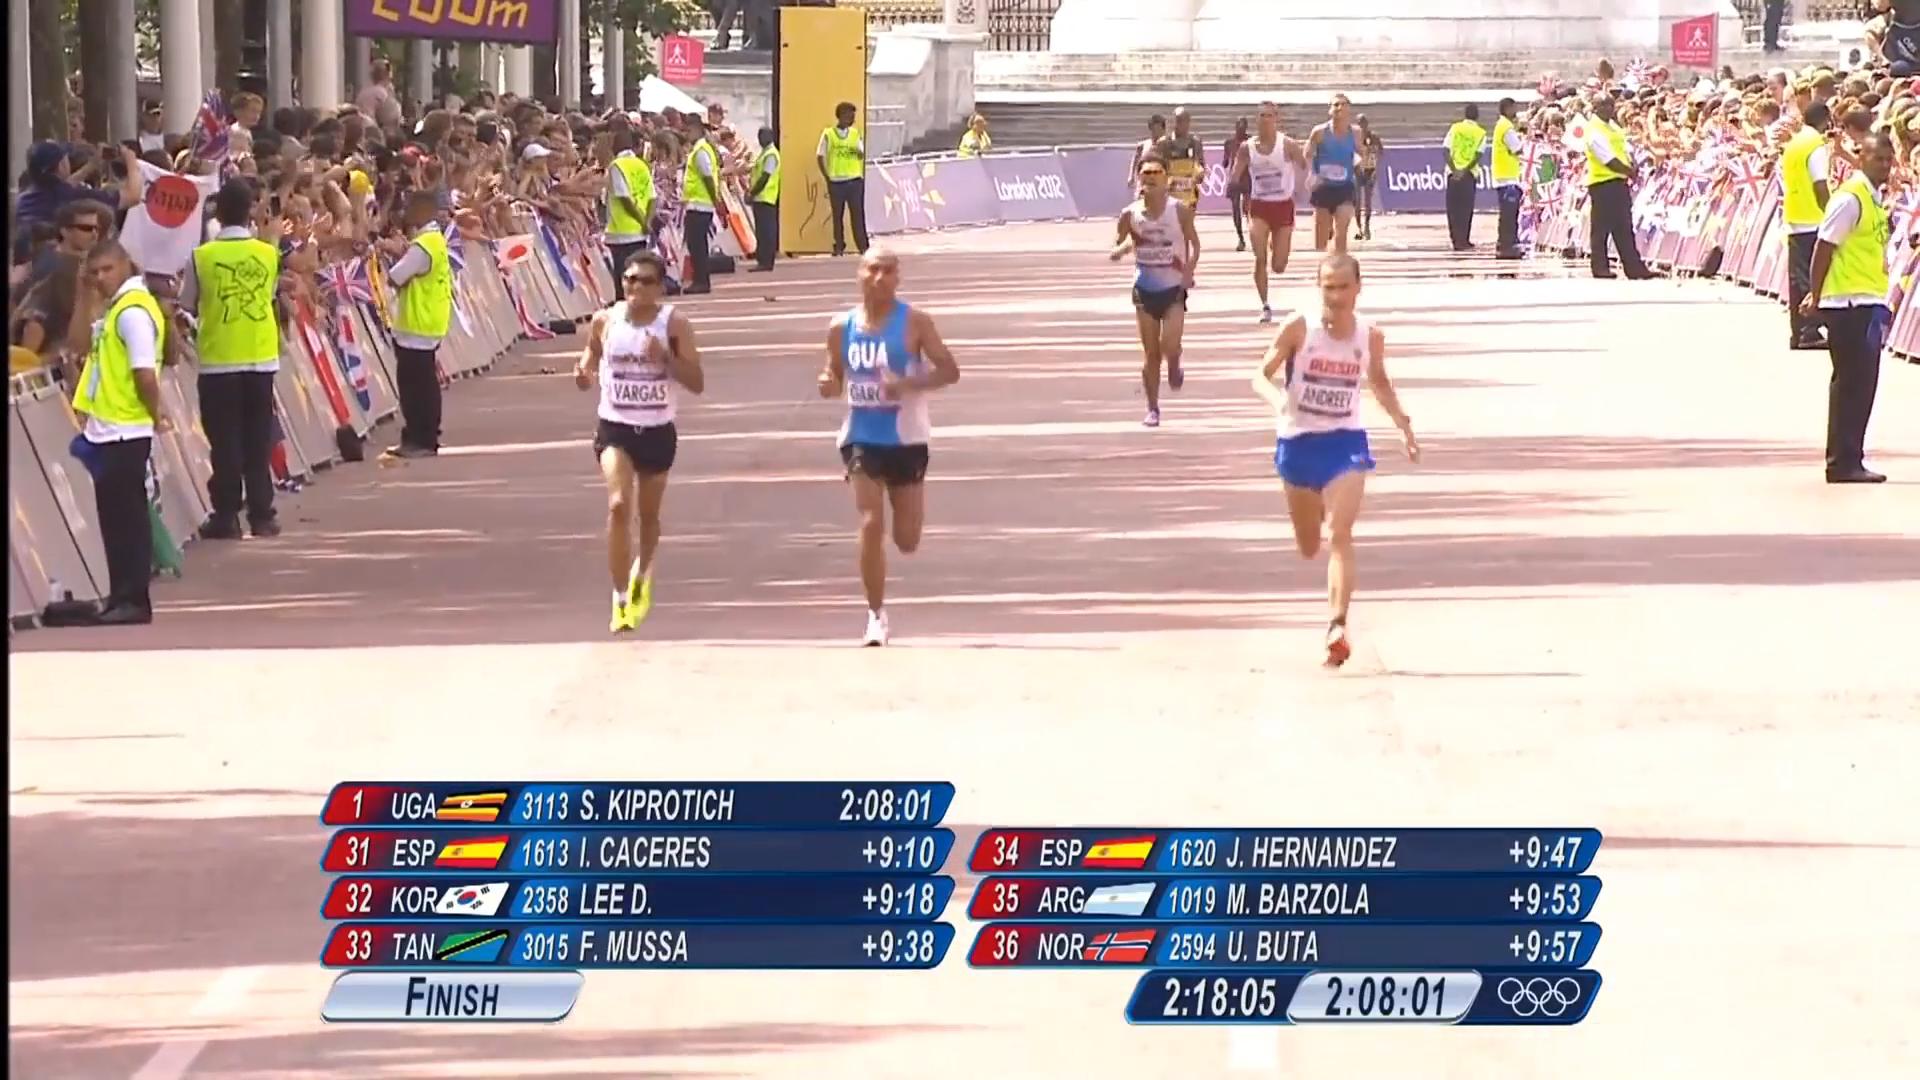 200m
Japan
London 2012
London 2012
VARGAS
GUA
GARC
RUSSIA
ANDREEV
1 UGA 3113 S. KIPROTICH 2:08:01
31 ESP 1613 I. CACERES +9:10
32 KOR 2358 LEE D. +9:18
33 TAN 3015 F. MUSSA +9:38
34 ESP 1620 J. HERNANDEZ +9:47
35 ARG 1019 M. BARZOLA +9:53
36 NOR 2594 U. BUTA +9:57
FINISH
2:18:05 2:08:01